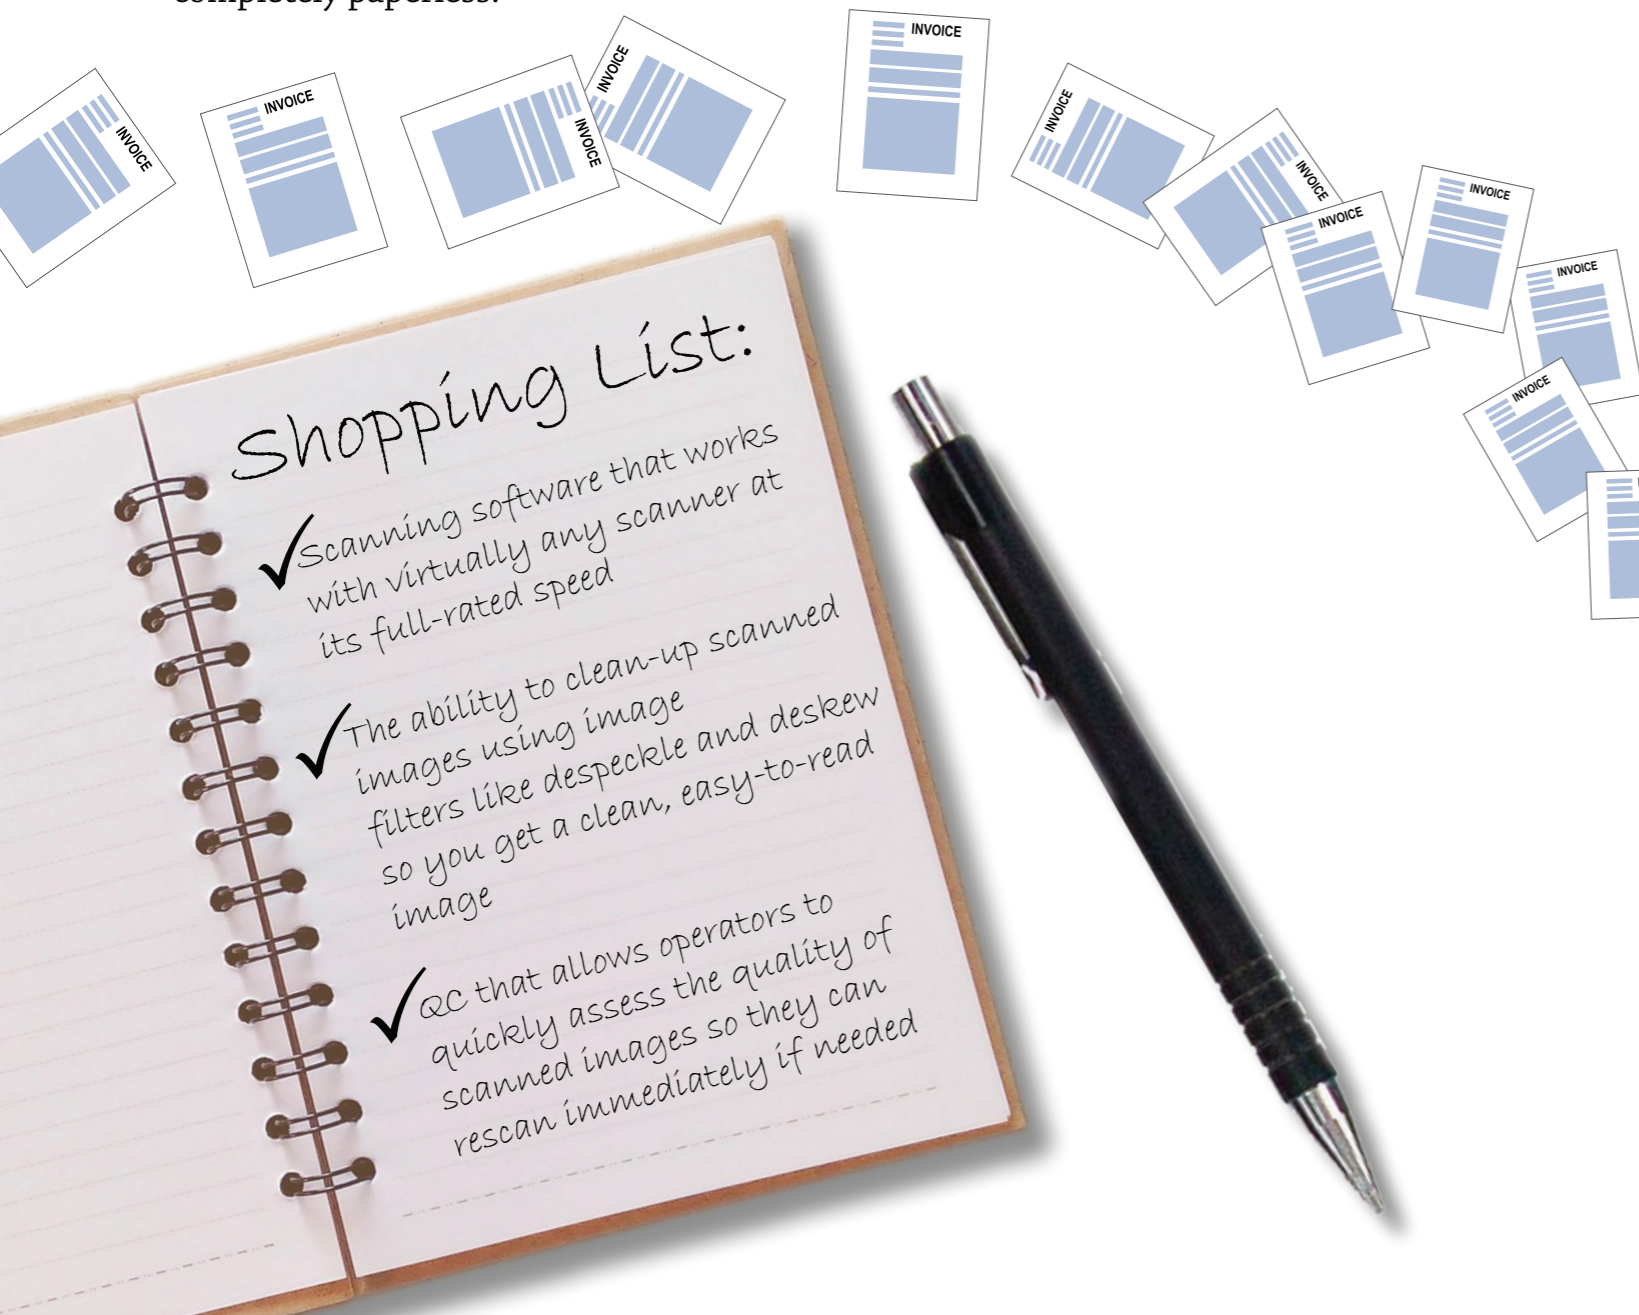 completely paperless.
INVOICE
INVOICE
INVOICE
INVOICE
INVOICE
INVOICE
INVOICE
INVOICE
INVOICE
INVOICE
INVOICE
Shopping List:
Scanning software that works
with virtually any scanner at
its full-rated speed
The ability to clean-up scanned
images using image
filters like despeckle and deskew
so you get a clean, easy-to-read
image
QC that allows operators to
quickly assess the quality of
scanned images so they can
rescan immediately if needed